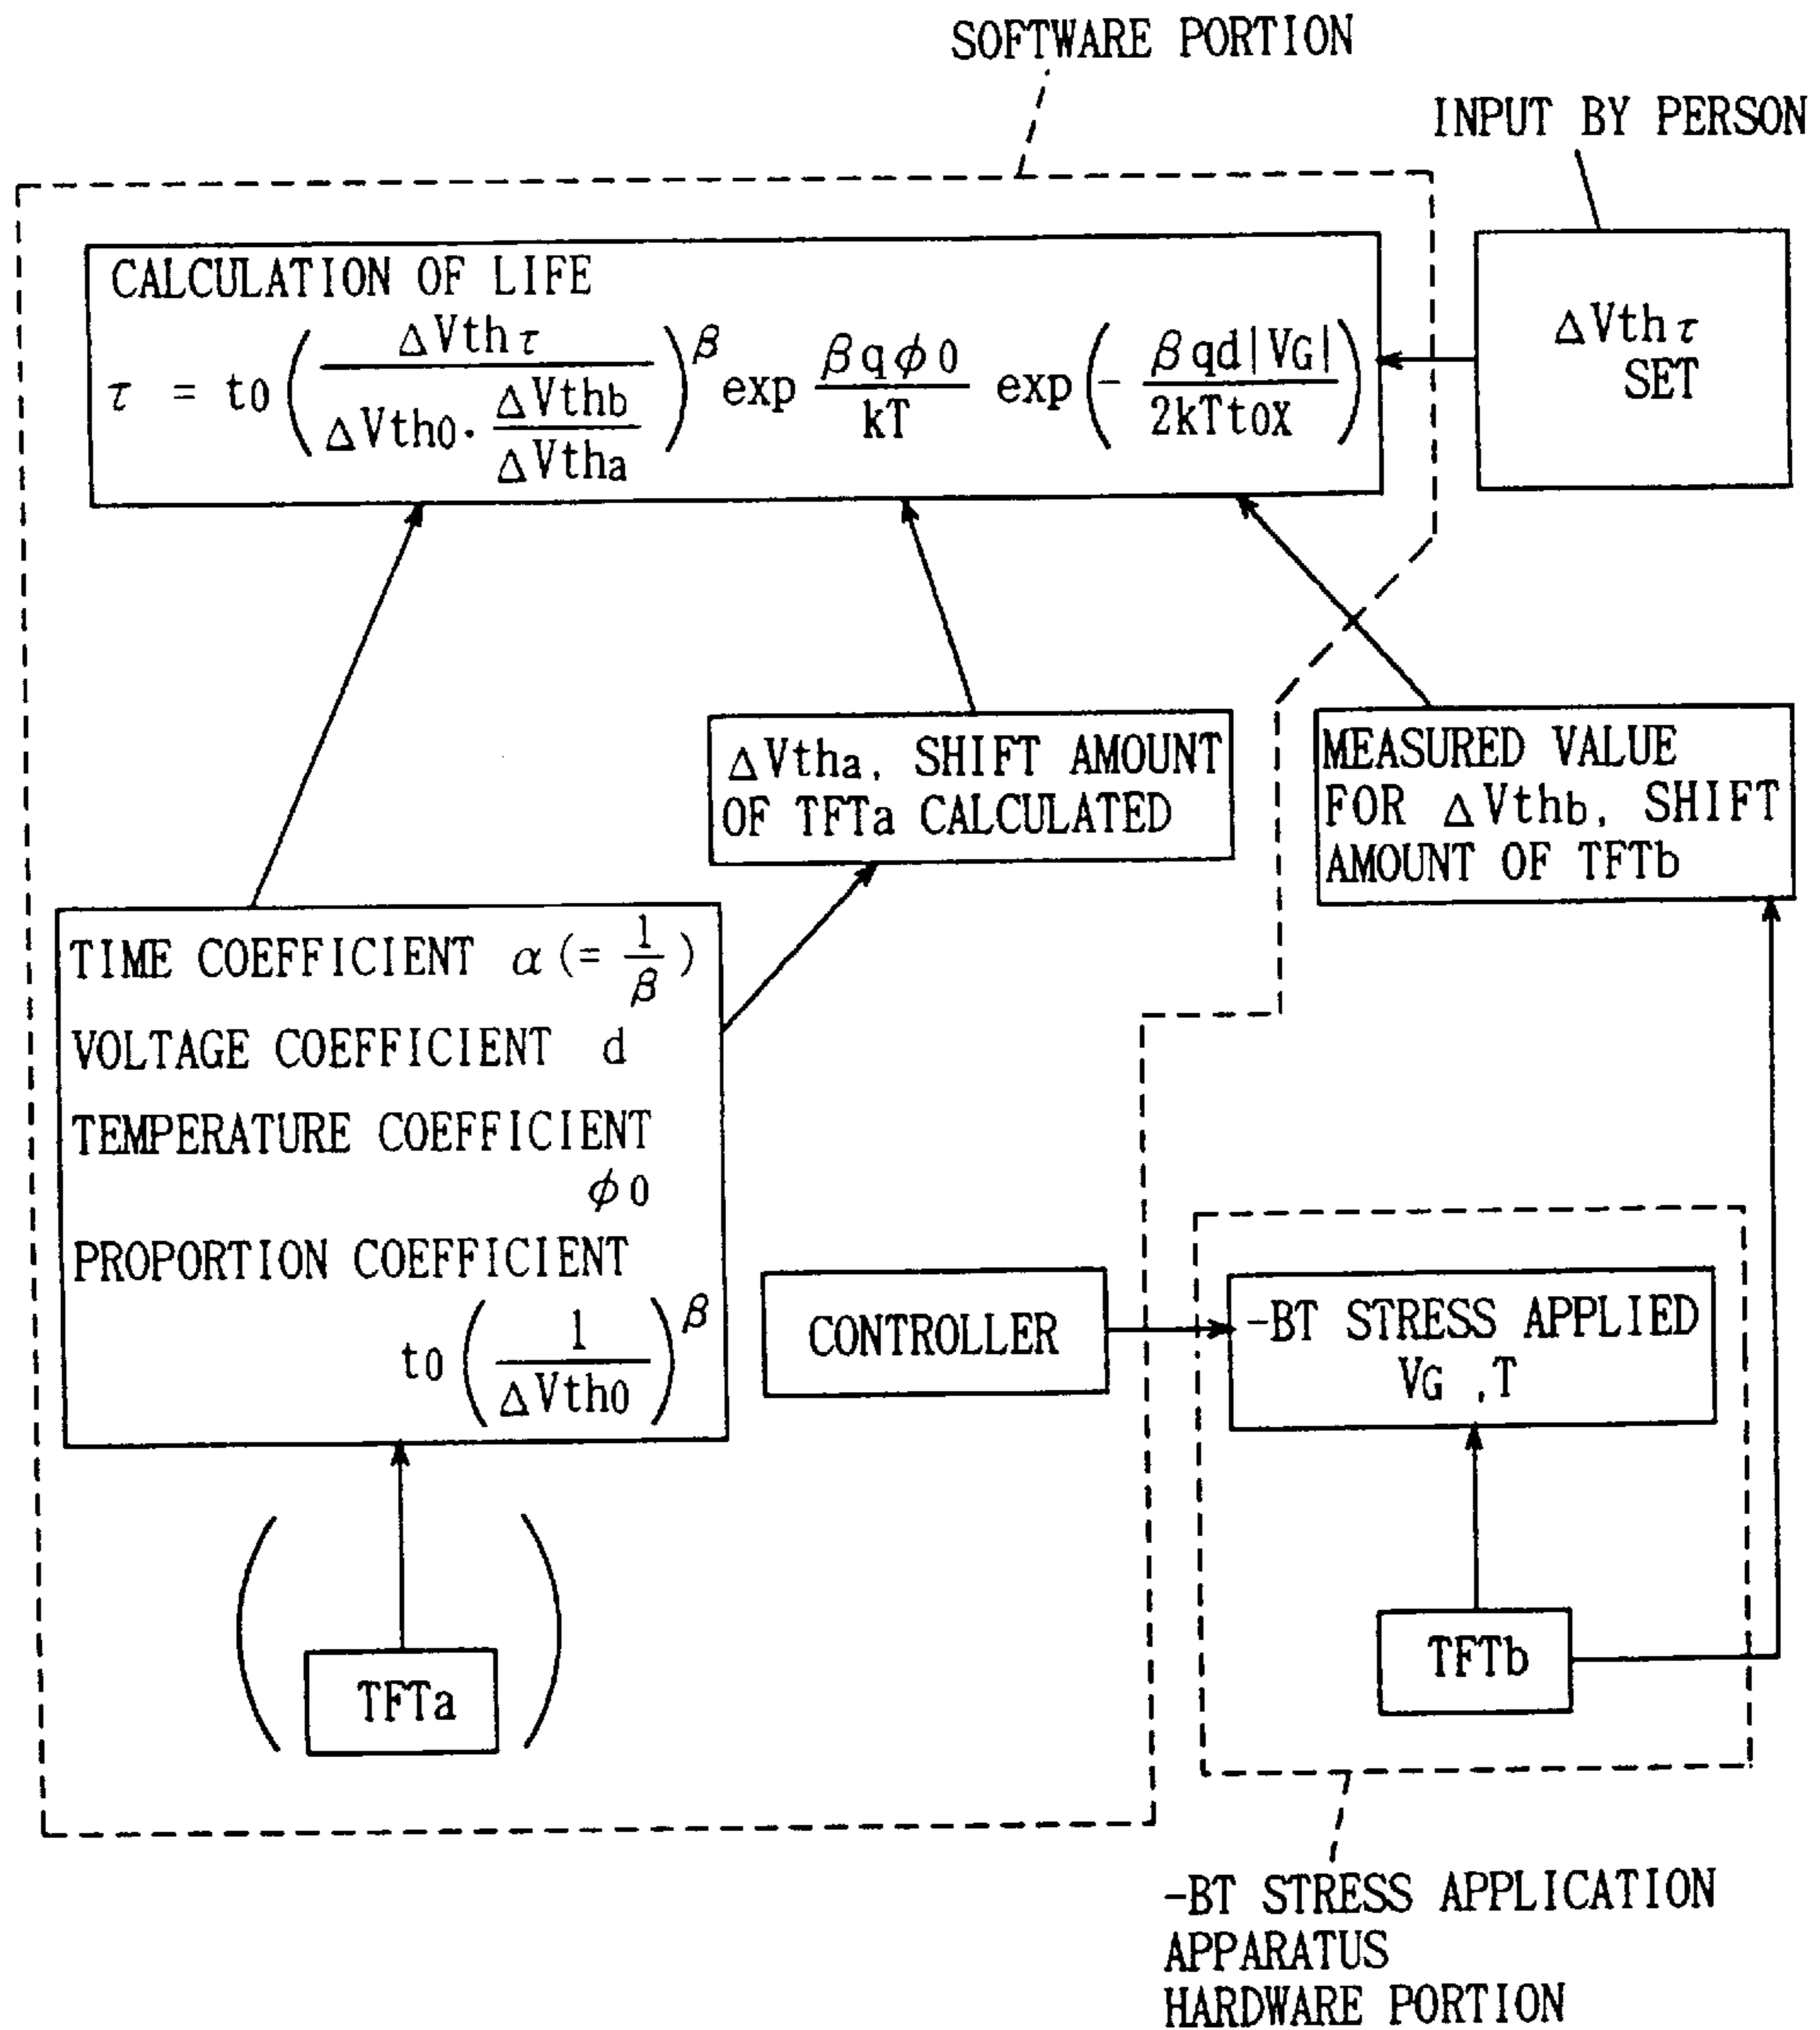 SOFTWARE PORTION
INPUT BY PERSON
CALCULATION OF LIFE
τ = t0 ( ΔVthτ / (ΔVth0 · ΔVthb / ΔVtha) )^β exp βqφ0 / kT exp ( - βqd|VG| / 2kTtox )
ΔVthτ
SET
ΔVtha, SHIFT AMOUNT
OF TFTa CALCULATED
MEASURED VALUE
FOR ΔVthb, SHIFT
AMOUNT OF TFTb
TIME COEFFICIENT α (= 1 / β )
VOLTAGE COEFFICIENT d
TEMPERATURE COEFFICIENT
φ0
PROPORTION COEFFICIENT
t0 ( 1 / ΔVth0 )^β
CONTROLLER
-BT STRESS APPLIED
VG ,T
TFTa
TFTb
-BT STRESS APPLICATION
APPARATUS
HARDWARE PORTION